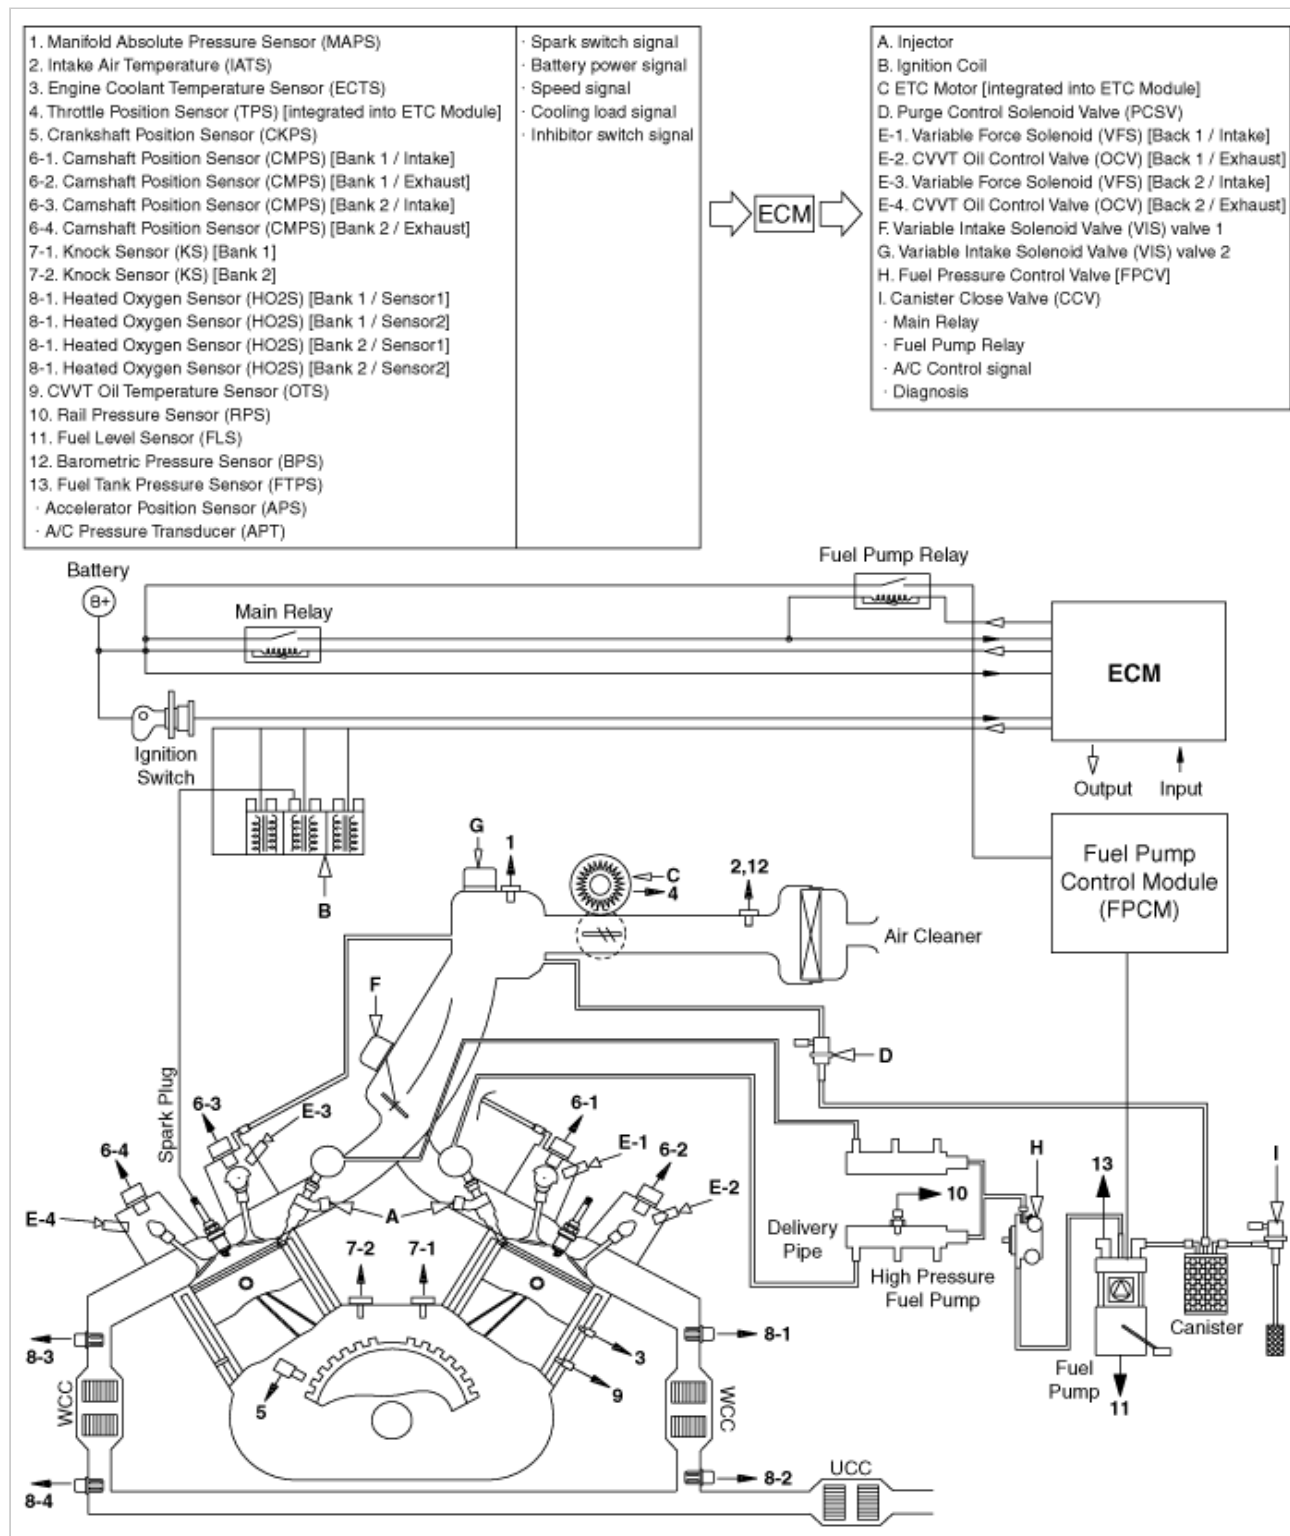 1. Manifold Absolute Pressure Sensor (MAPS)
2. Intake Air Temperature (IATS)
3. Engine Coolant Temperature Sensor (ECTS)
4. Throttle Position Sensor (TPS) [integrated into ETC Module]
5. Crankshaft Position Sensor (CKPS)
6-1. Camshaft Position Sensor (CMPS) [Bank 1 / Intake]
6-2. Camshaft Position Sensor (CMPS) [Bank 1 / Exhaust]
6-3. Camshaft Position Sensor (CMPS) [Bank 2 / Intake]
6-4. Camshaft Position Sensor (CMPS) [Bank 2 / Exhaust]
7-1. Knock Sensor (KS) [Bank 1]
7-2. Knock Sensor (KS) [Bank 2]
8-1. Heated Oxygen Sensor (HO2S) [Bank 1 / Sensor1]
8-1. Heated Oxygen Sensor (HO2S) [Bank 1 / Sensor2]
8-1. Heated Oxygen Sensor (HO2S) [Bank 2 / Sensor1]
8-1. Heated Oxygen Sensor (HO2S) [Bank 2 / Sensor2]
9. CVVT Oil Temperature Sensor (OTS)
10. Rail Pressure Sensor (RPS)
11. Fuel Level Sensor (FLS)
12. Barometric Pressure Sensor (BPS)
13. Fuel Tank Pressure Sensor (FTPS)
· Accelerator Position Sensor (APS)
· A/C Pressure Transducer (APT)
· Spark switch signal
· Battery power signal
· Speed signal
· Cooling load signal
· Inhibitor switch signal
ECM
A. Injector
B. Ignition Coil
C ETC Motor [integrated into ETC Module]
D. Purge Control Solenoid Valve (PCSV)
E-1. Variable Force Solenoid (VFS) [Back 1 / Intake]
E-2. CVVT Oil Control Valve (OCV) [Back 1 / Exhaust]
E-3. Variable Force Solenoid (VFS) [Back 2 / Intake]
E-4. CVVT Oil Control Valve (OCV) [Back 2 / Exhaust]
F. Variable Intake Solenoid Valve (VIS) valve 1
G. Variable Intake Solenoid Valve (VIS) valve 2
H. Fuel Pressure Control Valve [FPCV]
I. Canister Close Valve (CCV)
· Main Relay
· Fuel Pump Relay
· A/C Control signal
· Diagnosis
Fuel Pump Relay
Battery
B+
Main Relay
ECM
Ignition
Switch
Output
Input
Fuel Pump
Control Module
(FPCM)
G
1
C
4
2,12
B
Air Cleaner
F
D
Spark Plug
6-3
E-3
6-1
E-1
6-4
6-2
E-2
E-4
A
H
13
I
10
Delivery
Pipe
7-2
7-1
High Pressure
Fuel Pump
Canister
8-3
8-1
3
9
5
WCC
WCC
Fuel
Pump
11
8-4
8-2
UCC